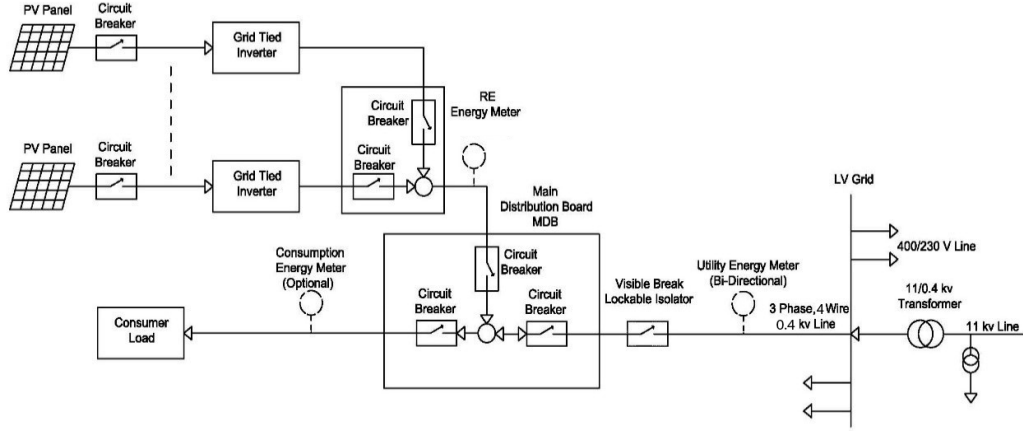 PV Panel
Circuit
Breaker
Grid Tied
Inverter
Circuit
Breaker
RE
Energy Meter
PV Panel
Circuit
Breaker
Grid Tied
Inverter
Circuit
Breaker
Main
Distribution Board
MDB
LV Grid
400/230 V Line
Consumption
Energy Meter
(Optional)
Circuit
Breaker
Circuit
Breaker
Circuit
Breaker
Visible Break
Lockable Isolator
Utility Energy Meter
(Bi-Directional)
3 Phase, 4 Wire
0.4 kv Line
11/0.4 kv
Transformer
11 kv Line
Consumer
Load